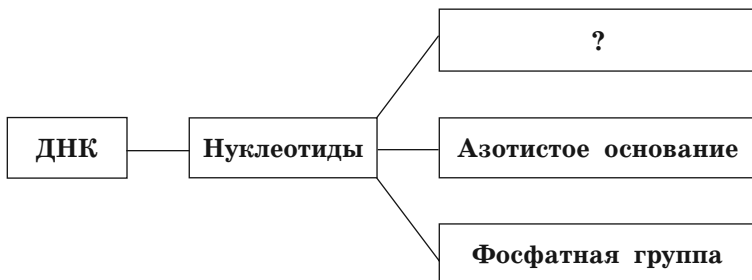 ?
ДНК
Нуклеотиды
Азотистое основание
Фосфатная группа